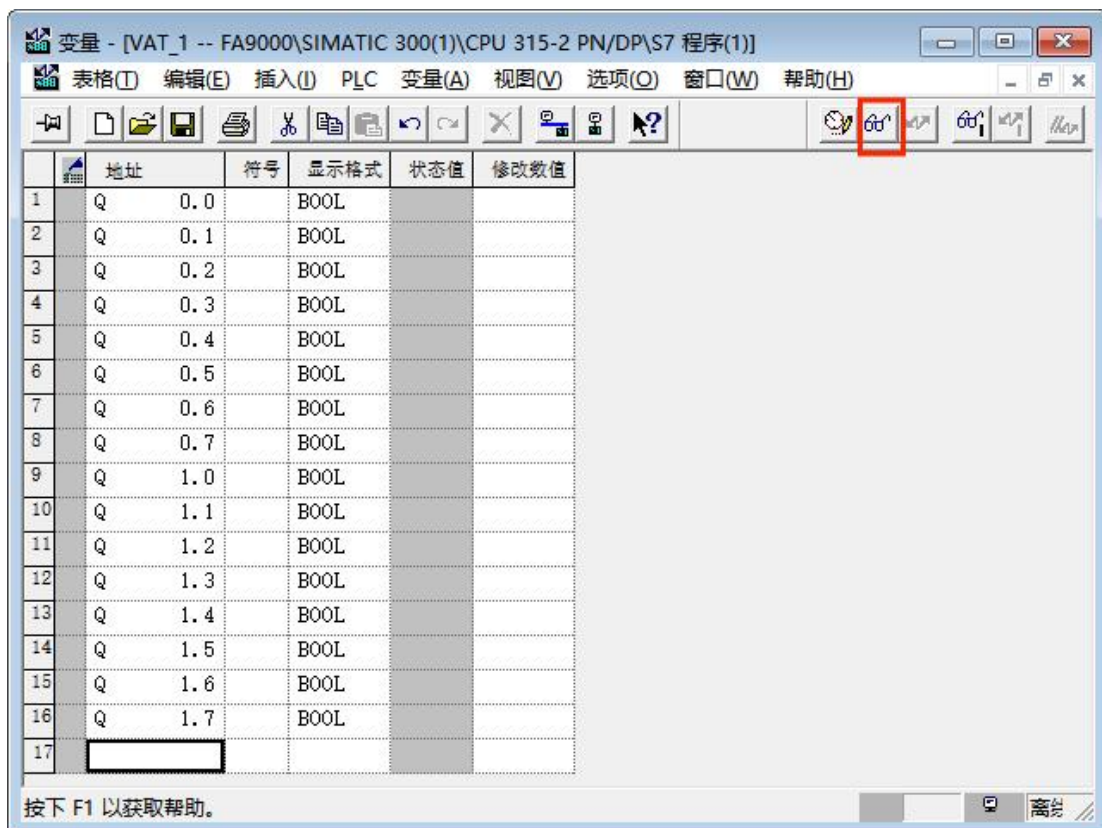 变量 - [VAT_1 -- FA9000\SIMATIC 300(1)\CPU 315-2 PN/DP\S7 程序(1)]
表格(T) 编辑(E) 插入(I) PLC 变量(A) 视图(V) 选项(O) 窗口(W) 帮助(H)
地址 符号 显示格式 状态值 修改数值
1 Q 0.0 BOOL
2 Q 0.1 BOOL
3 Q 0.2 BOOL
4 Q 0.3 BOOL
5 Q 0.4 BOOL
6 Q 0.5 BOOL
7 Q 0.6 BOOL
8 Q 0.7 BOOL
9 Q 1.0 BOOL
10 Q 1.1 BOOL
11 Q 1.2 BOOL
12 Q 1.3 BOOL
13 Q 1.4 BOOL
14 Q 1.5 BOOL
15 Q 1.6 BOOL
16 Q 1.7 BOOL
17
按下 F1 以获取帮助。 离